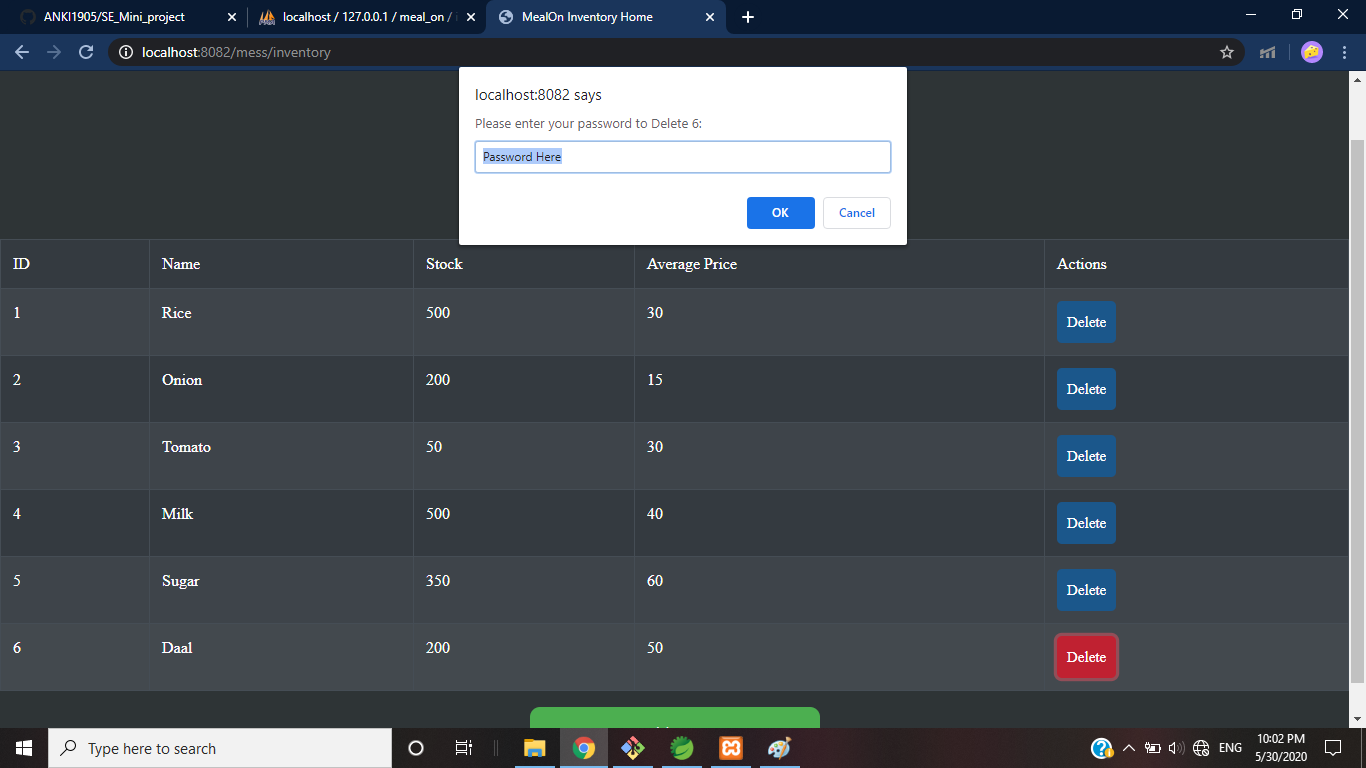 ANKI1905/SE_Mini_project
localhost / 127.0.0.1 / meal_on /
MealOn Inventory Home
localhost:8082/mess/inventory
localhost:8082 says
Please enter your password to Delete 6:
Password Here
OK Cancel
ID Name Stock Average Price Actions
1 Rice 500 30 Delete
2 Onion 200 15 Delete
3 Tomato 50 30 Delete
4 Milk 500 40 Delete
5 Sugar 350 60 Delete
6 Daal 200 50 Delete
Type here to search
ENG
10:02 PM
5/30/2020